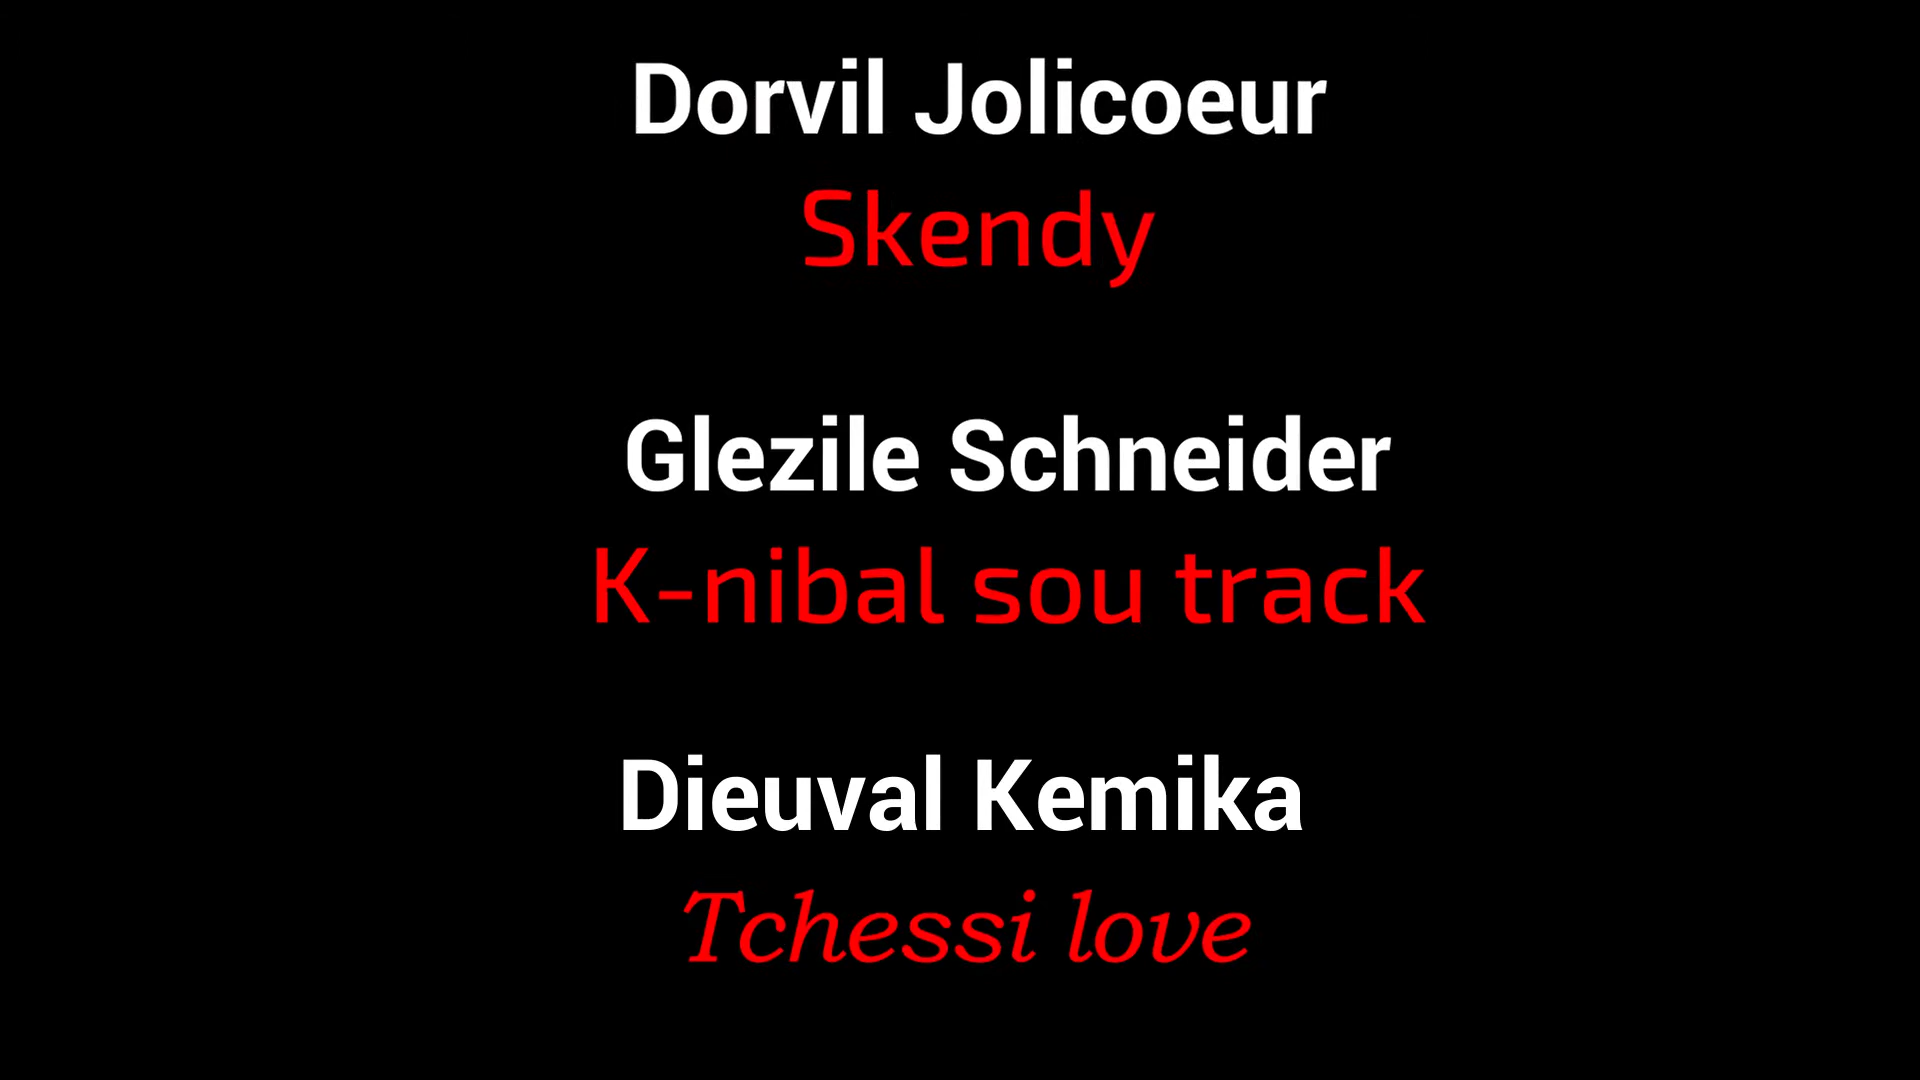 Dorvil Jolicoeur
Skendy
Glezile Schneider
K-nibal sou track
Dieuval Kemika
Tchessi love